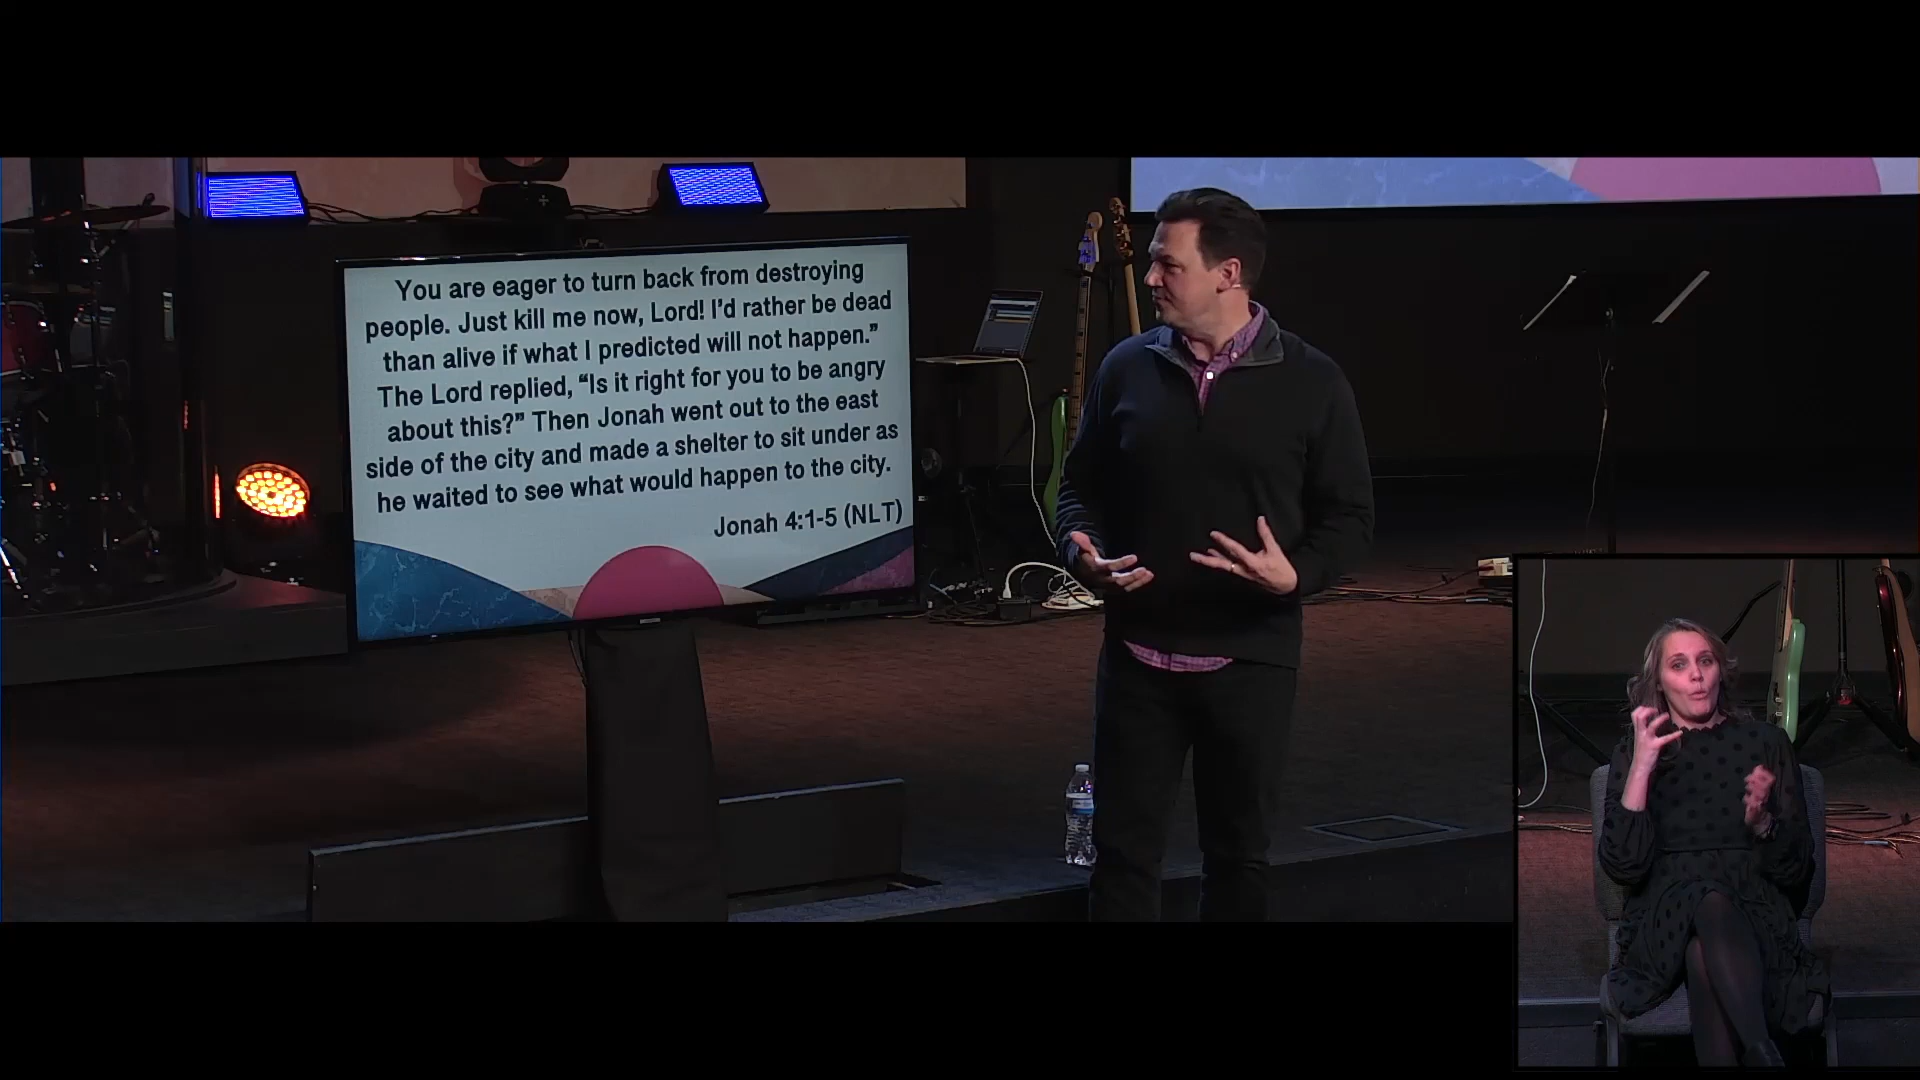 You are eager to turn back from destroying
people. Just kill me now, Lord! I'd rather be dead
than alive if what I predicted will not happen.”
The Lord replied, “Is it right for you to be angry
about this?” Then Jonah went out to the east
side of the city and made a shelter to sit under as
he waited to see what would happen to the city.
Jonah 4:1-5 (NLT)